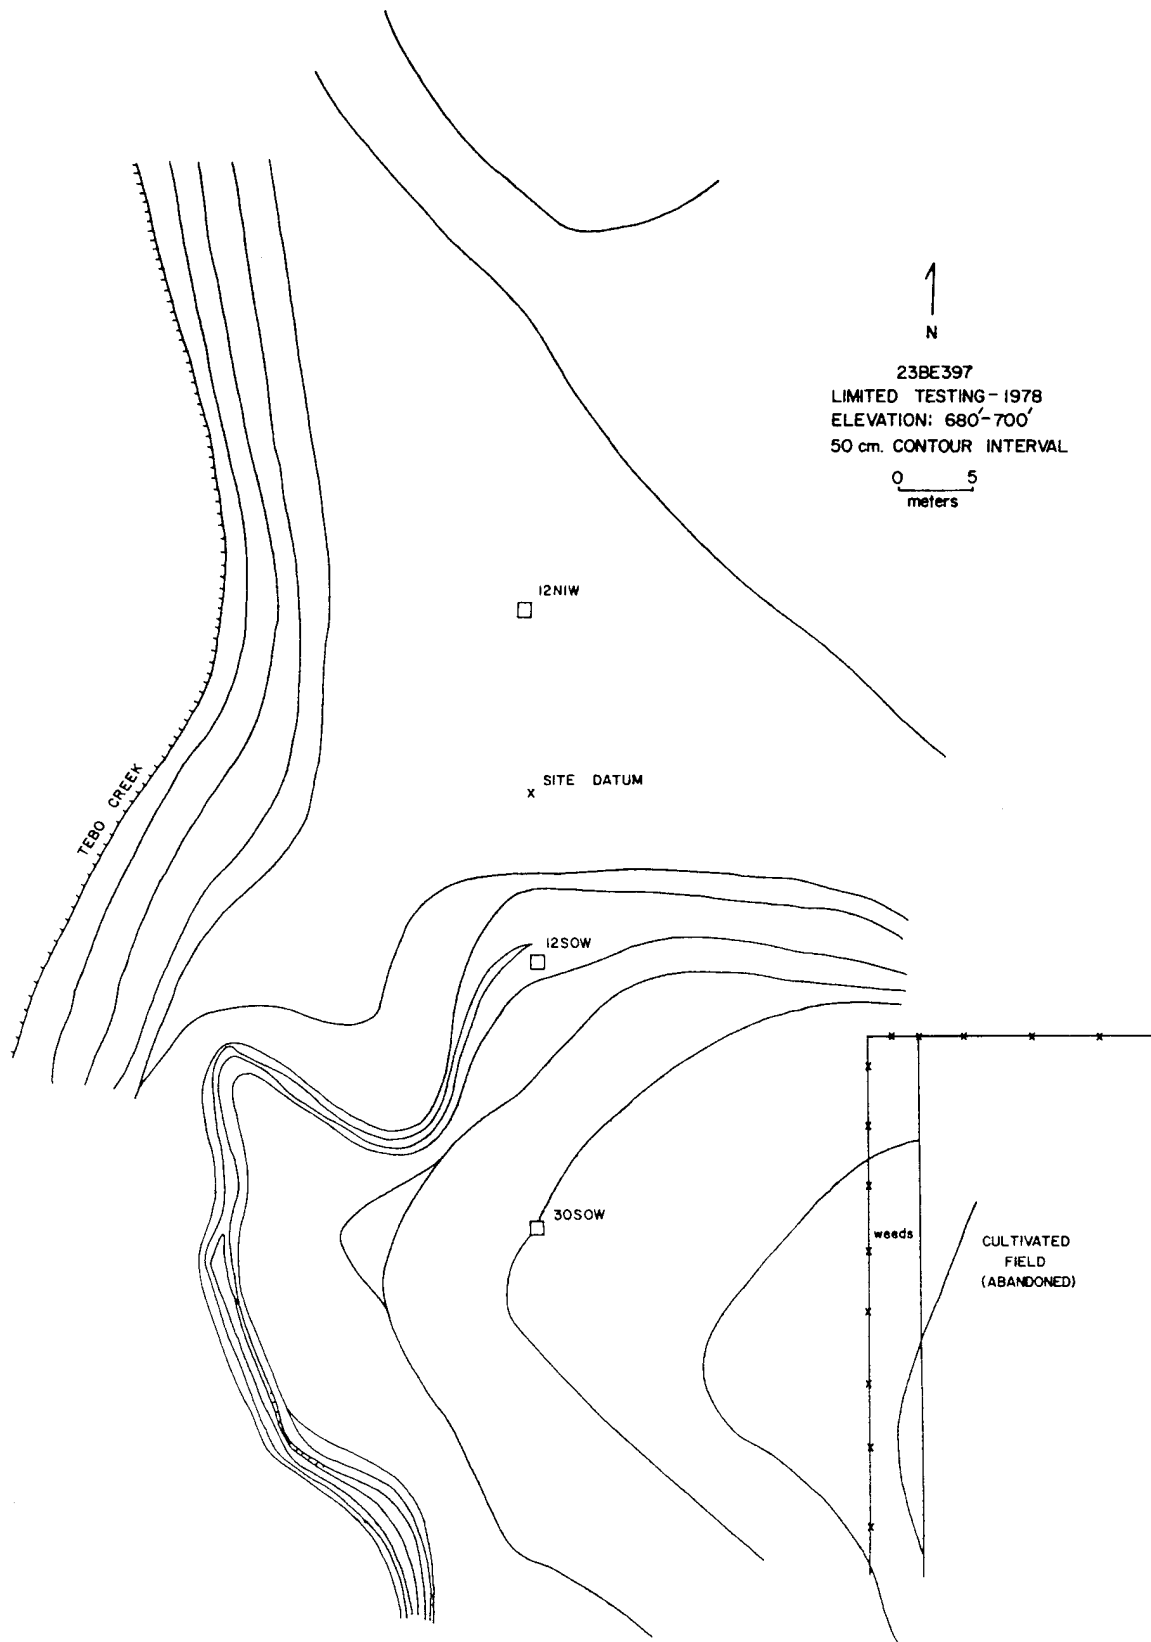 N
23BE397
LIMITED TESTING-1978
ELEVATION: 680'-700'
50 cm. CONTOUR INTERVAL
0 5
meters
12N1W
SITE DATUM
TEBO CREEK
12S0W
30S0W
weeds
CULTIVATED
FIELD
(ABANDONED)